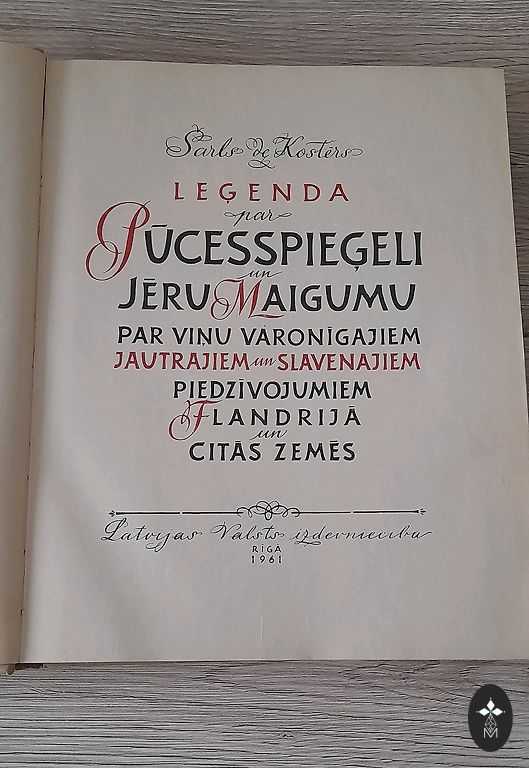 Šarls de Kosters
LEĢENDA
par
PŪCESSPIEĢELI
un
JĒRU MAIGUMU
PAR VIŅU VARONĪGAJIEM
JAUTRAJIEM un SLAVENAJIEM
PIEDZĪVOJUMIEM
FLANDRIJĀ
un
CITĀS ZEMĒS
Latvijas Valsts izdevniecība
RĪGA
1961